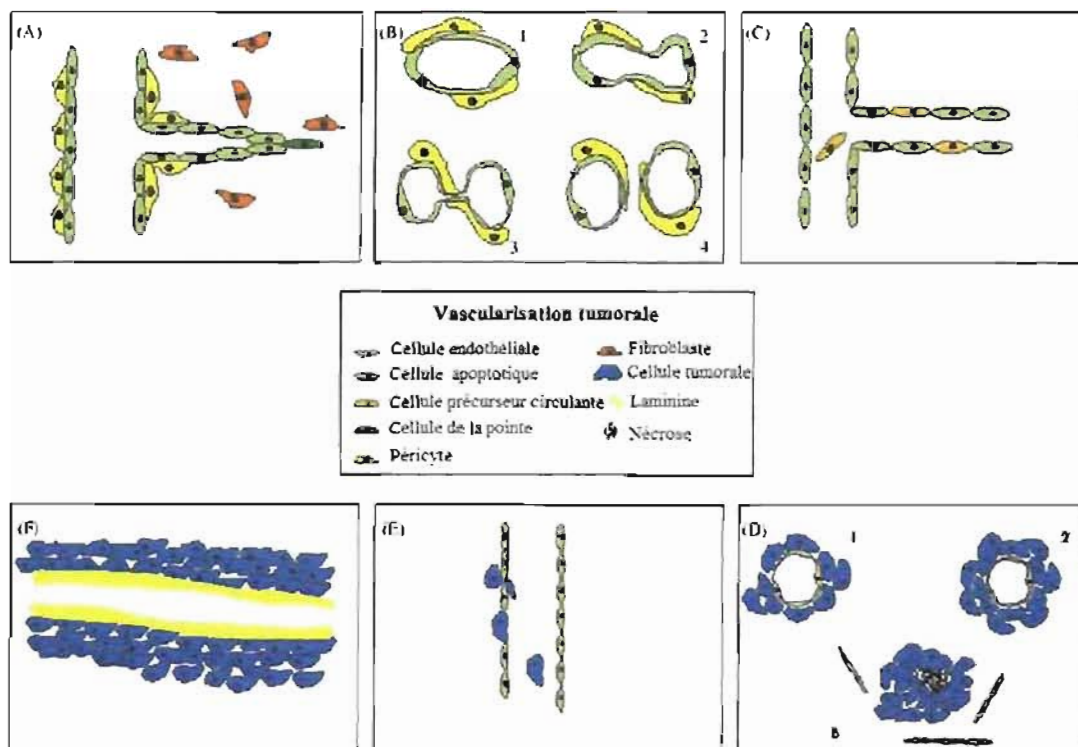 (A)
(B)
1
2
3
4
(C)
Vascularisation tumorale
Cellule endothéliale
Cellule apoptotique
Cellule précurseur circulante
Cellule de la pointe
Péricyte
Fibroblaste
Cellule tumorale
Laminine
Nécrose
(F)
(E)
(D)
1
2